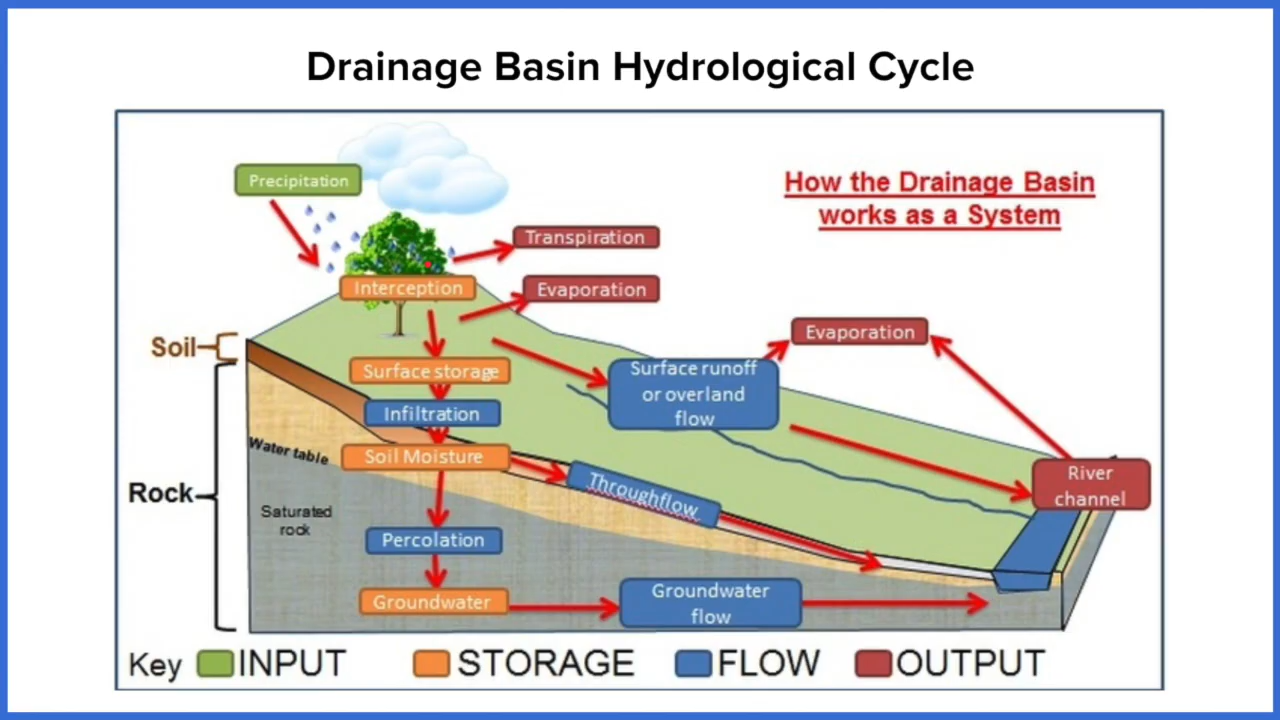 Drainage Basin Hydrological Cycle
How the Drainage Basin
works as a System
Precipitation
Transpiration
Interception
Evaporation
Evaporation
Soil
Surface storage
Surface runoff
or overland
flow
Infiltration
Water table
Soil Moisture
Throughflow
River
channel
Rock
Saturated
rock
Percolation
Groundwater
Groundwater
flow
Key INPUT STORAGE FLOW OUTPUT